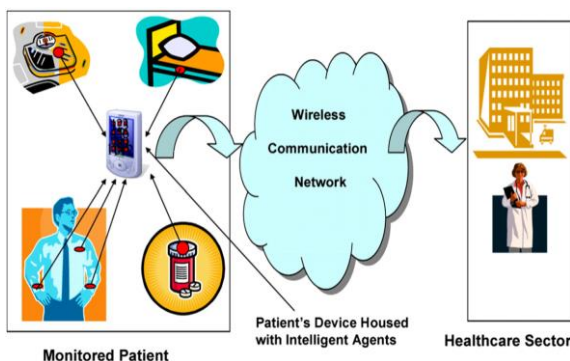 Wireless
Communication
Network
Patient's Device Housed
with Intelligent Agents
Monitored Patient
Healthcare Sector